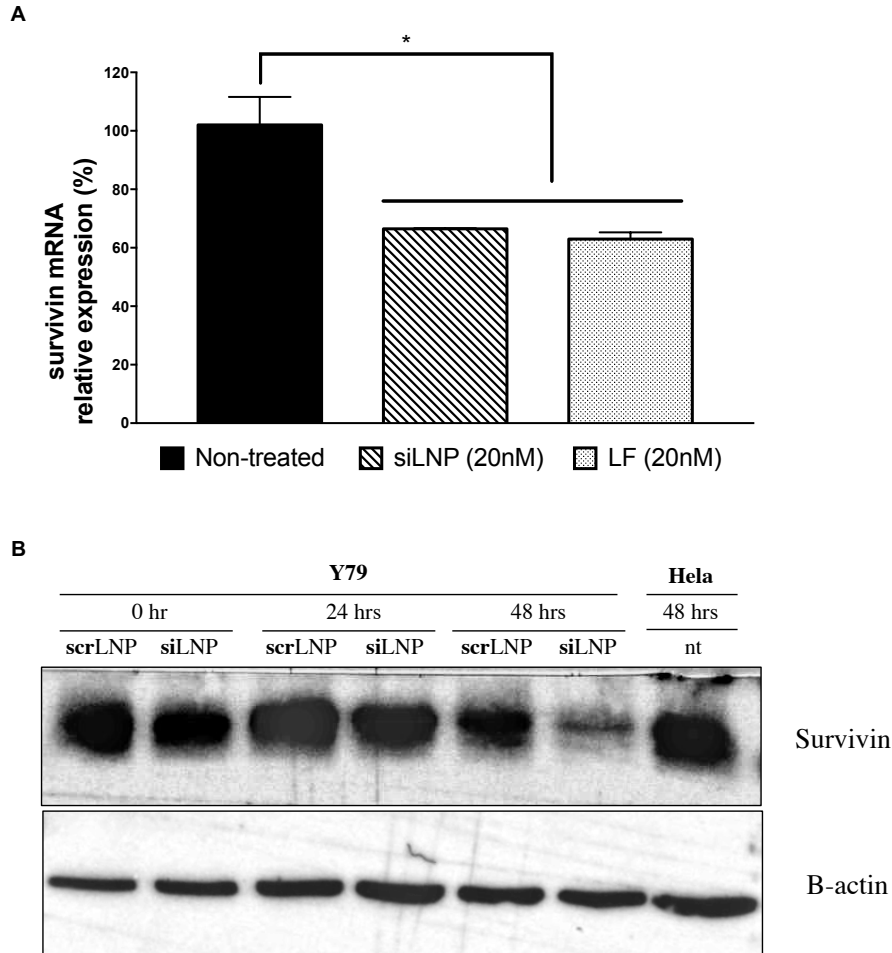 A
*
survivin mRNA
relative expression (%)
120
100
80
60
40
20
0
Non-treated siLNP (20nM) LF (20nM)
B
Y79 Hela
0 hr 24 hrs 48 hrs 48 hrs
scrLNP siLNP scrLNP siLNP scrLNP siLNP nt
Survivin
B-actin